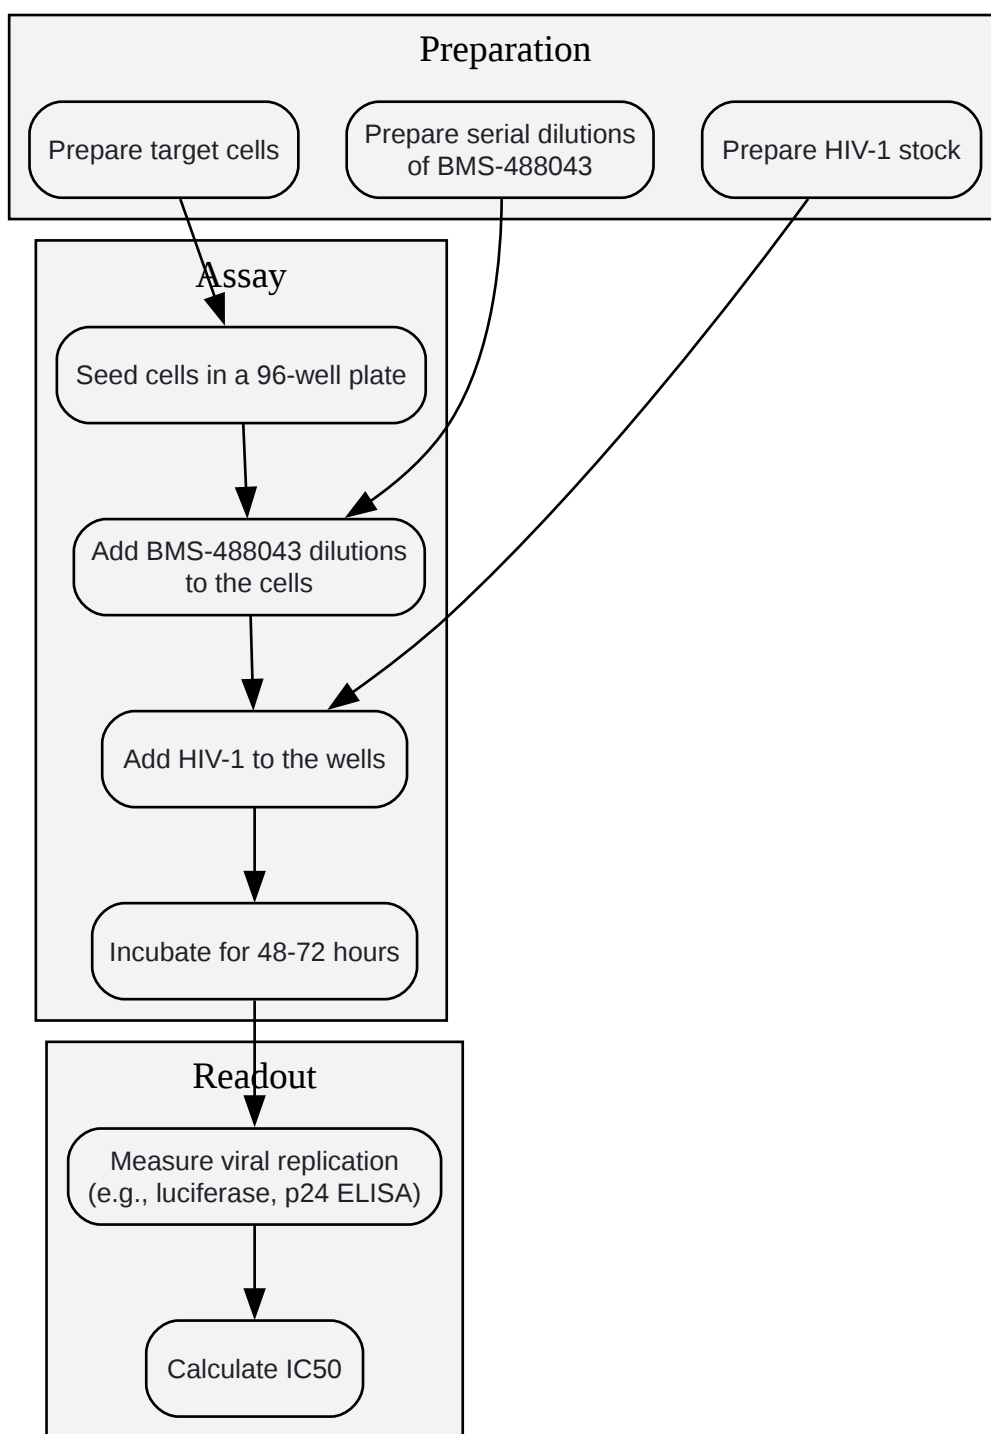 Preparation
Prepare target cells
Prepare serial dilutions
of BMS-488043
Prepare HIV-1 stock
Assay
Seed cells in a 96-well plate
Add BMS-488043 dilutions
to the cells
Add HIV-1 to the wells
Incubate for 48-72 hours
Readout
Measure viral replication
(e.g., luciferase, p24 ELISA)
Calculate IC50